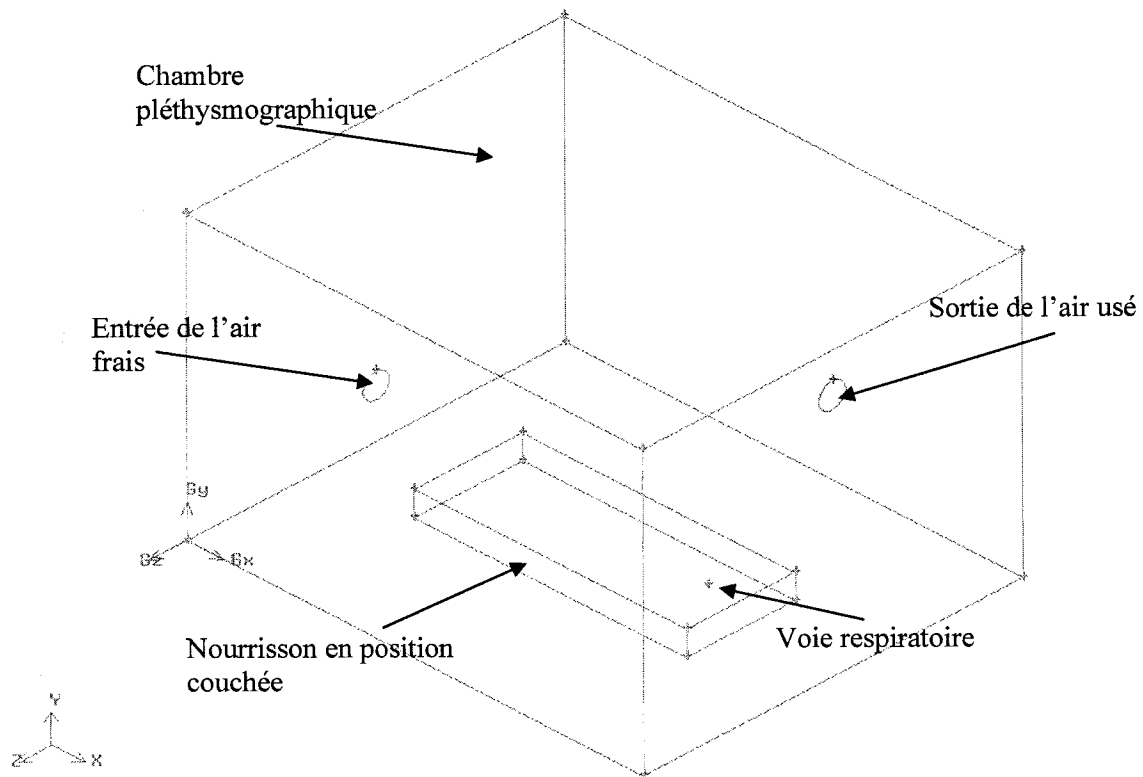 Chambre
pléthysmographique
Entrée de l'air
frais
Sortie de l'air usé
Gy
Gz
Gx
Nourrisson en position
couchée
Voie respiratoire
Y
Z
X